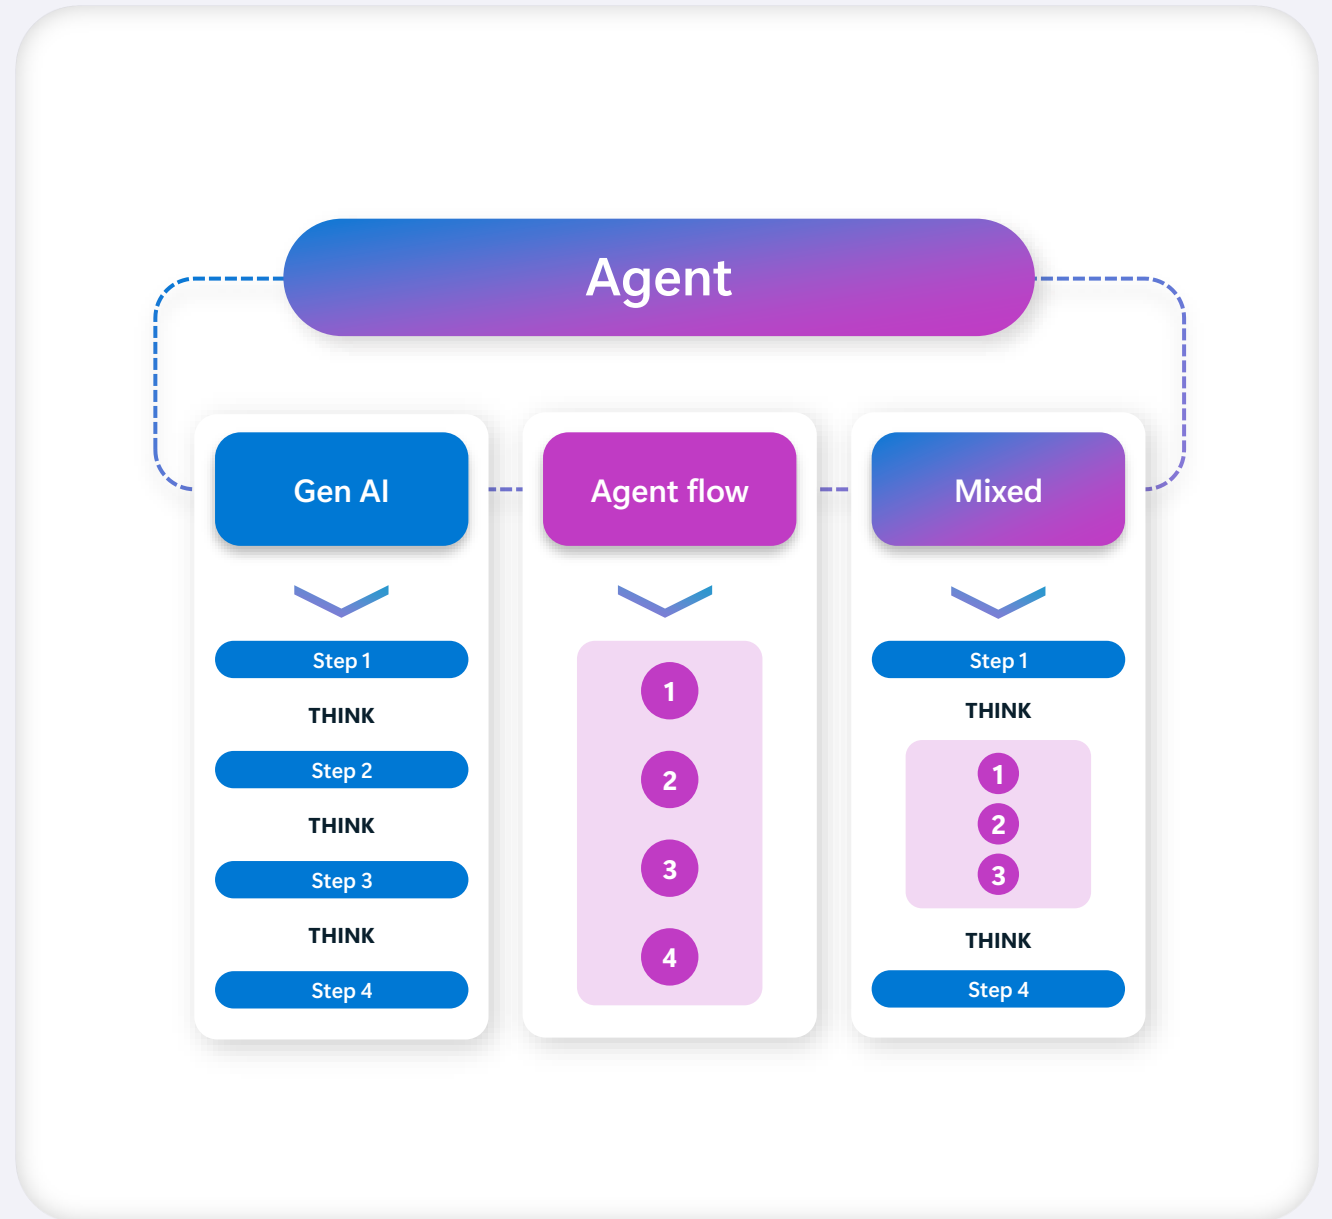 Agent
Gen AI
Step 1
THINK
Step 2
THINK
Step 3
THINK
Step 4
Agent flow
1
2
3
4
Mixed
Step 1
THINK
1
2
3
THINK
Step 4